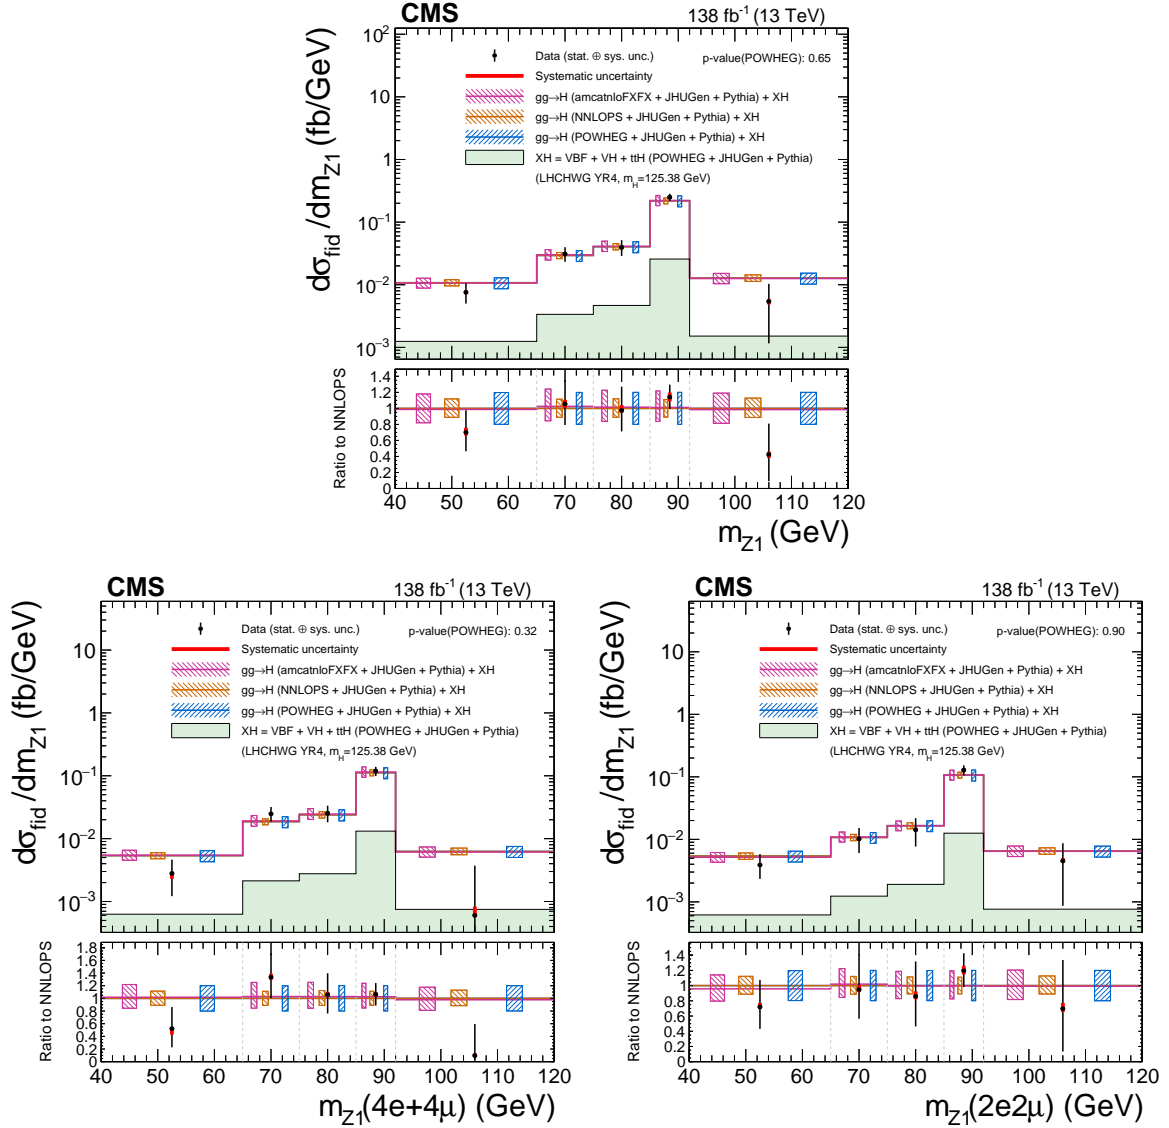 CMS 138 fb⁻¹ (13 TeV)
Data (stat. ⊕ sys. unc.) p-value(POWHEG): 0.65
Systematic uncertainty
gg→H (amcatnloFXFX + JHUGen + Pythia) + XH
gg→H (NNLOPS + JHUGen + Pythia) + XH
gg→H (POWHEG + JHUGen + Pythia) + XH
XH = VBF + VH + ttH (POWHEG + JHUGen + Pythia)
(LHCHWG YR4, m_H=125.38 GeV)
dσ_fid/dm_Z1 (fb/GeV)
10²
10
1
10⁻¹
10⁻²
10⁻³
Ratio to NNLOPS
1.4
1.2
1
0.8
0.6
0.4
0.2
0
40 50 60 70 80 90 100 110 120
m_Z1 (GeV)
CMS 138 fb⁻¹ (13 TeV)
Data (stat. ⊕ sys. unc.) p-value(POWHEG): 0.32
Systematic uncertainty
gg→H (amcatnloFXFX + JHUGen + Pythia) + XH
gg→H (NNLOPS + JHUGen + Pythia) + XH
gg→H (POWHEG + JHUGen + Pythia) + XH
XH = VBF + VH + ttH (POWHEG + JHUGen + Pythia)
(LHCHWG YR4, m_H=125.38 GeV)
dσ_fid/dm_Z1 (fb/GeV)
10
1
10⁻¹
10⁻²
10⁻³
Ratio to NNLOPS
1.8
1.6
1.4
1.2
1
0.8
0.6
0.4
0.2
0
40 50 60 70 80 90 100 110 120
m_Z1(4e+4μ) (GeV)
CMS 138 fb⁻¹ (13 TeV)
Data (stat. ⊕ sys. unc.) p-value(POWHEG): 0.90
Systematic uncertainty
gg→H (amcatnloFXFX + JHUGen + Pythia) + XH
gg→H (NNLOPS + JHUGen + Pythia) + XH
gg→H (POWHEG + JHUGen + Pythia) + XH
XH = VBF + VH + ttH (POWHEG + JHUGen + Pythia)
(LHCHWG YR4, m_H=125.38 GeV)
dσ_fid/dm_Z1 (fb/GeV)
10
1
10⁻¹
10⁻²
10⁻³
Ratio to NNLOPS
1.4
1.2
1
0.8
0.6
0.4
0.2
0
40 50 60 70 80 90 100 110 120
m_Z1(2e2μ) (GeV)